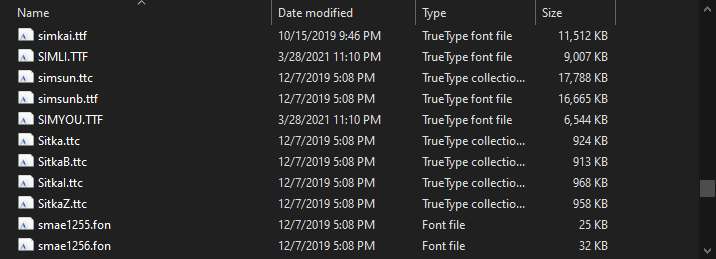 Name Date modified Type Size
simkai.ttf 10/15/2019 9:46 PM TrueType font file 11,512 KB
SIMLI.TTF 3/28/2021 11:10 PM TrueType font file 9,007 KB
simsun.ttc 12/7/2019 5:08 PM TrueType collectio... 17,788 KB
simsunb.ttf 12/7/2019 5:08 PM TrueType font file 16,665 KB
SIMYOU.TTF 3/28/2021 11:10 PM TrueType font file 6,544 KB
Sitka.ttc 12/7/2019 5:08 PM TrueType collectio... 924 KB
SitkaB.ttc 12/7/2019 5:08 PM TrueType collectio... 913 KB
SitkaI.ttc 12/7/2019 5:08 PM TrueType collectio... 968 KB
SitkaZ.ttc 12/7/2019 5:08 PM TrueType collectio... 958 KB
smae1255.fon 12/7/2019 5:08 PM Font file 25 KB
smae1256.fon 12/7/2019 5:08 PM Font file 32 KB